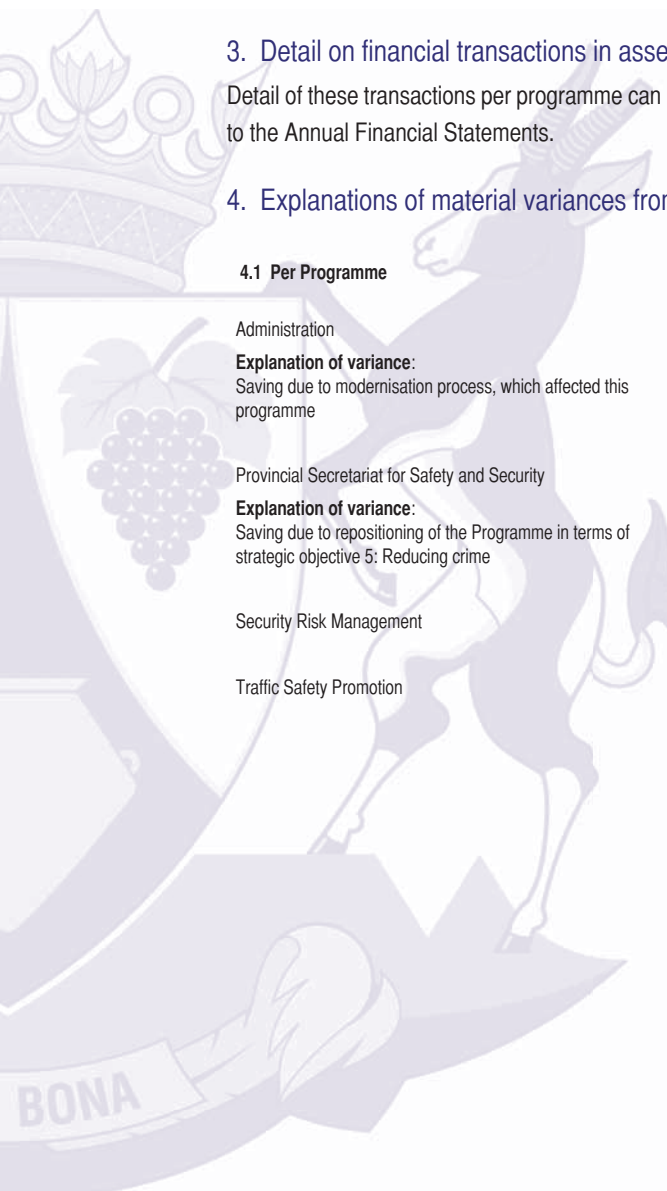 3. Detail on financial transactions in asse
Detail of these transactions per programme can
to the Annual Financial Statements.
4. Explanations of material variances from
4.1 Per Programme
Administration
Explanation of variance:
Saving due to modernisation process, which affected this
programme
Provincial Secretariat for Safety and Security
Explanation of variance:
Saving due to repositioning of the Programme in terms of
strategic objective 5: Reducing crime
Security Risk Management
Traffic Safety Promotion
BONA